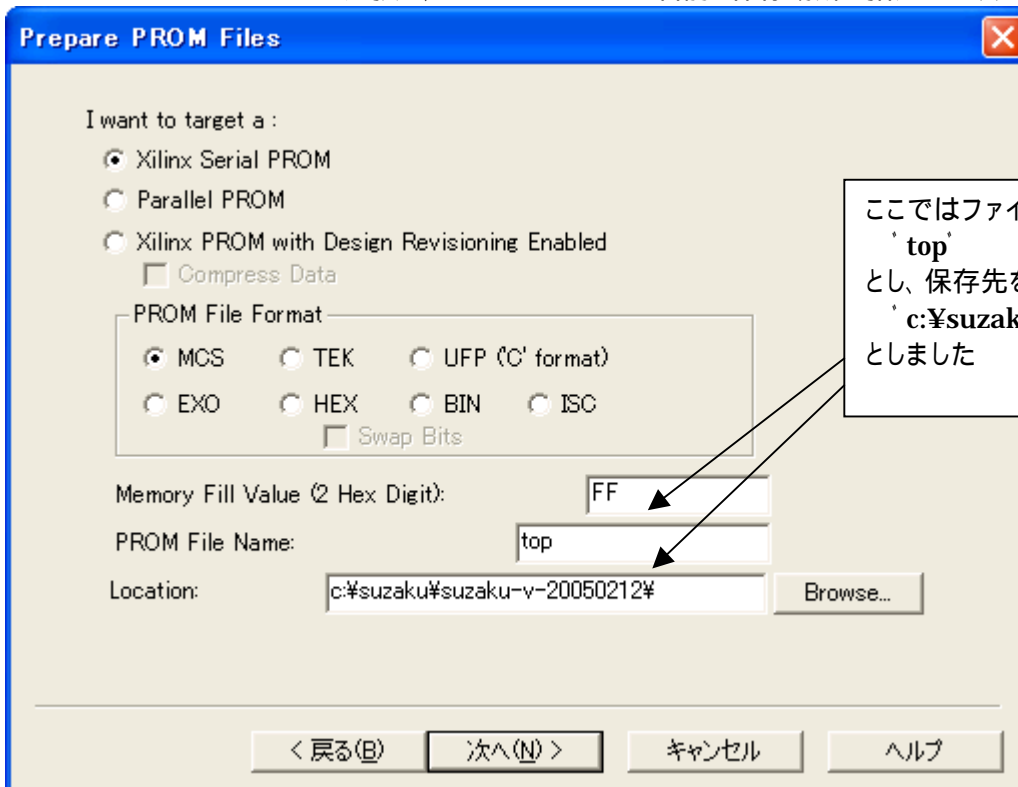 Prepare PROM Files
I want to target a :
Xilinx Serial PROM
Parallel PROM
Xilinx PROM with Design Revisioning Enabled
Compress Data
PROM File Format
MCS TEK UFP ('C' format)
EXO HEX BIN ISC
Swap Bits
ここではファイ
`top`
とし、保存先を
`c:¥suzak
としました
Memory Fill Value (2 Hex Digit): FF
PROM File Name: top
Location: c:¥suzaku¥suzaku-v-20050212¥ Browse...
< 戻る(B) 次へ(N) > キャンセル ヘルプ